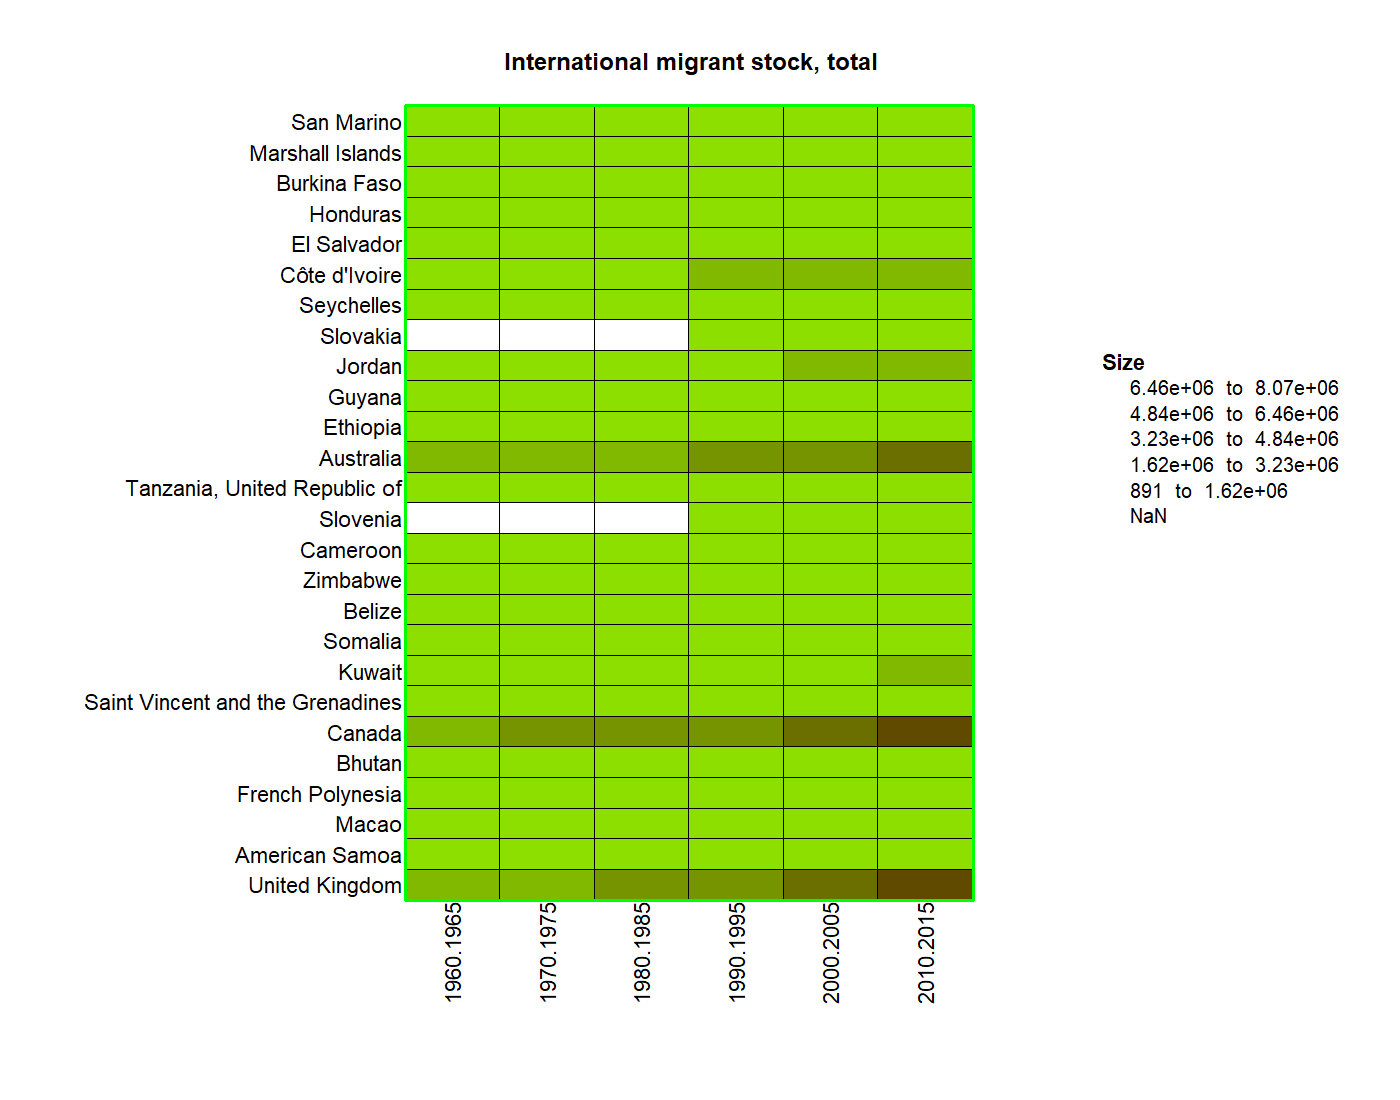 International migrant stock, total
San Marino
Marshall Islands
Burkina Faso
Honduras
El Salvador
Côte d'Ivoire
Seychelles
Slovakia
Jordan
Guyana
Ethiopia
Australia
Tanzania, United Republic of
Slovenia
Cameroon
Zimbabwe
Belize
Somalia
Kuwait
Saint Vincent and the Grenadines
Canada
Bhutan
French Polynesia
Macao
American Samoa
United Kingdom
1960.1965
1970.1975
1980.1985
1990.1995
2000.2005
2010.2015
Size
6.46e+06 to 8.07e+06
4.84e+06 to 6.46e+06
3.23e+06 to 4.84e+06
1.62e+06 to 3.23e+06
891 to 1.62e+06
NaN